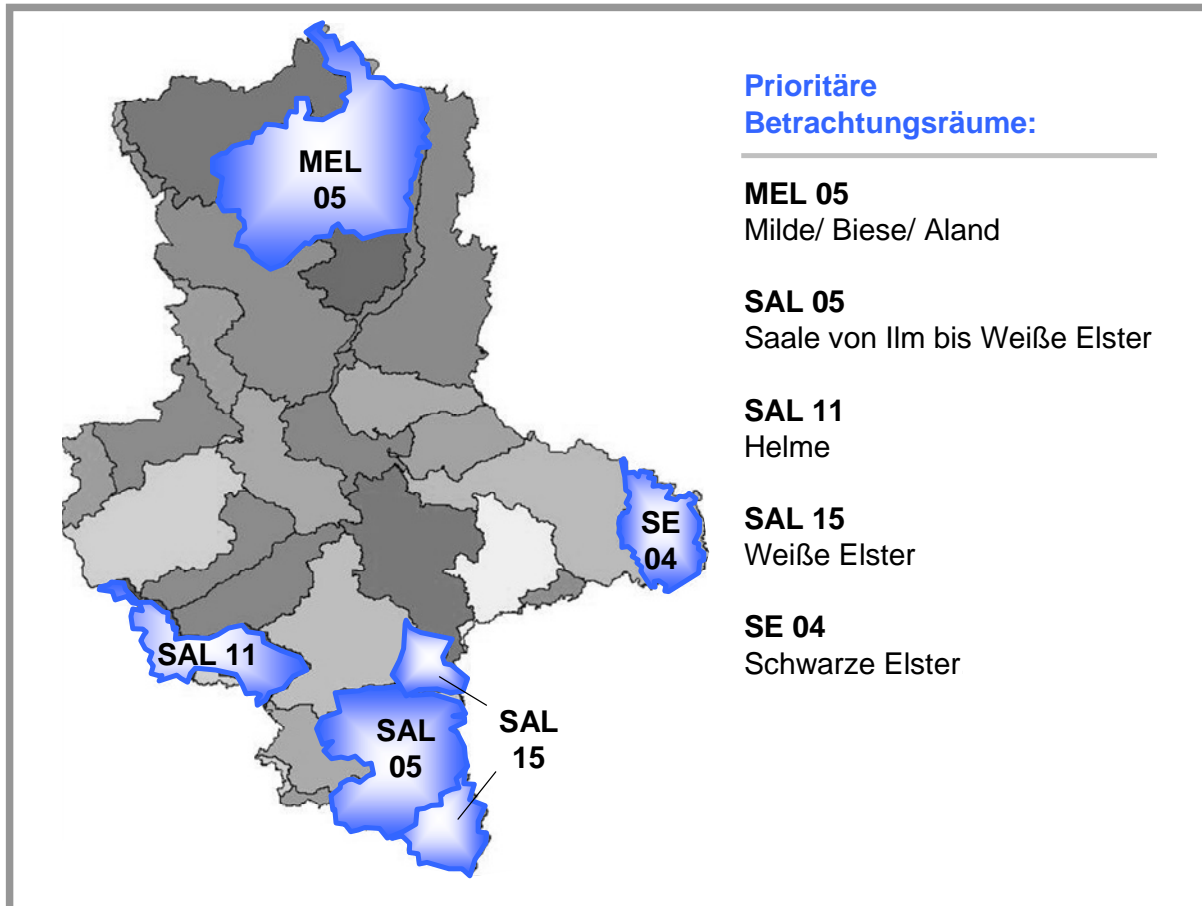 Prioritäre
Betrachtungsräume:
MEL 05
Milde/ Biese/ Aland
SAL 05
Saale von Ilm bis Weiße Elster
SAL 11
Helme
SAL 15
Weiße Elster
SE 04
Schwarze Elster
MEL
05
SE
04
SAL 11
SAL
05
SAL
15